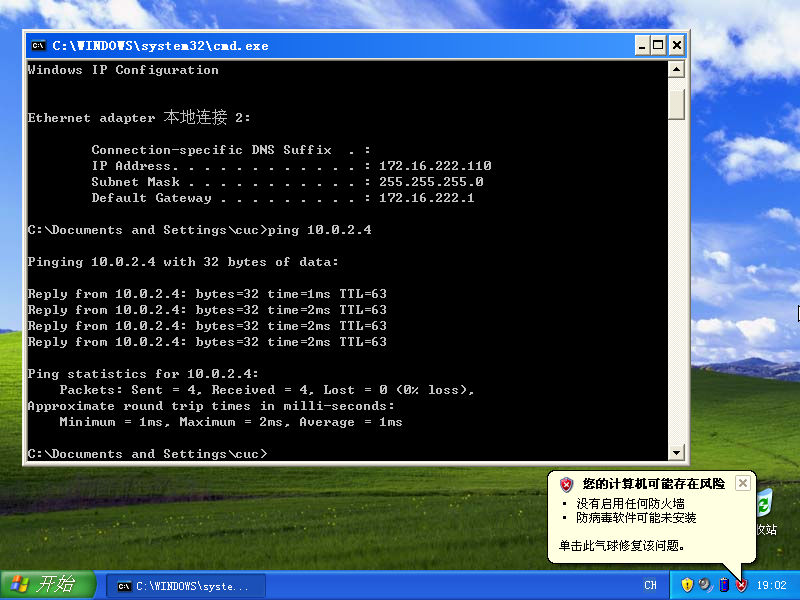 C:\WINDOWS\system32\cmd.exe
Windows IP Configuration
Ethernet adapter 本地连接 2:
Connection-specific DNS Suffix  . :
IP Address. . . . . . . . . . . . : 172.16.222.110
Subnet Mask . . . . . . . . . . . : 255.255.255.0
Default Gateway . . . . . . . . . : 172.16.222.1
C:\Documents and Settings\cuc>ping 10.0.2.4
Pinging 10.0.2.4 with 32 bytes of data:
Reply from 10.0.2.4: bytes=32 time=1ms TTL=63
Reply from 10.0.2.4: bytes=32 time=2ms TTL=63
Reply from 10.0.2.4: bytes=32 time=2ms TTL=63
Reply from 10.0.2.4: bytes=32 time=2ms TTL=63
Ping statistics for 10.0.2.4:
Packets: Sent = 4, Received = 4, Lost = 0 (0% loss),
Approximate round trip times in milli-seconds:
Minimum = 1ms, Maximum = 2ms, Average = 1ms
C:\Documents and Settings\cuc>
您的计算机可能存在风险
• 没有启用任何防火墙
• 防病毒软件可能未安装
单击此气球修复该问题。
收站
开始
C:\WINDOWS\syste...
CH
19:02